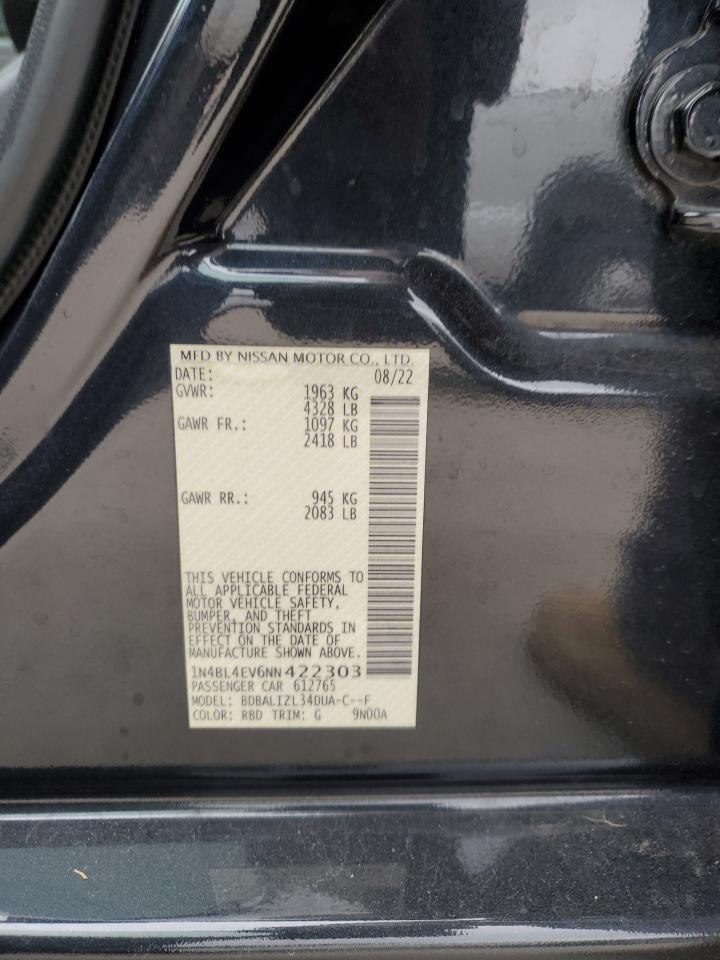 MFD BY NISSAN MOTOR CO., LTD.
DATE: 08/22
GVWR: 1963 KG
4328 LB
GAWR FR.: 1097 KG
2418 LB
GAWR RR.: 945 KG
2083 LB
THIS VEHICLE CONFORMS TO
ALL APPLICABLE FEDERAL
MOTOR VEHICLE SAFETY,
BUMPER, AND THEFT
PREVENTION STANDARDS IN
EFFECT ON THE DATE OF
MANUFACTURE SHOWN ABOVE.
1N4BL4EV6NN422303
PASSENGER CAR 612765
MODEL: BDBALIZL34DUA-C--F
COLOR: RBD TRIM: G 9N00A